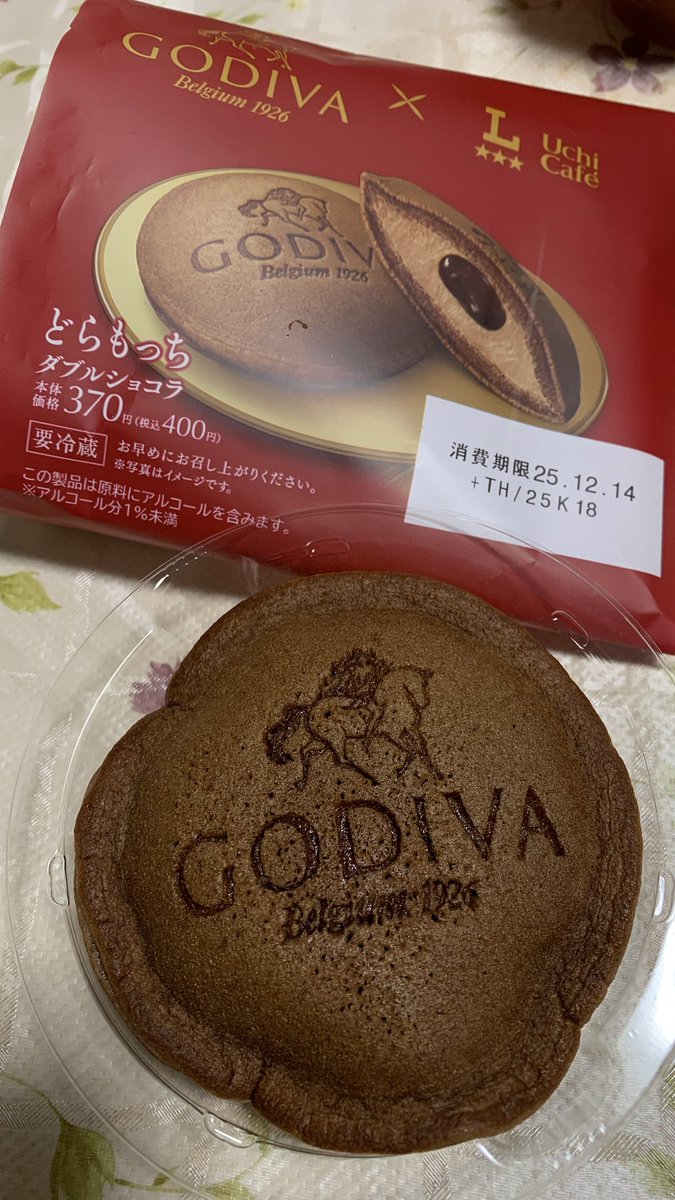 GODIVA
Belgium 1926
×
L
Uchi
Café
GODIVA
Belgium 1926
どらもっち
ダブルショコラ
本体
価格 370円(税込400円)
要冷蔵 お早めにお召し上がりください。
※写真はイメージです。
この製品は原料にアルコールを含みます。
※アルコール分1%未満
消費期限25.12.14
+TH/25K18
GODIVA
Belgium 1926